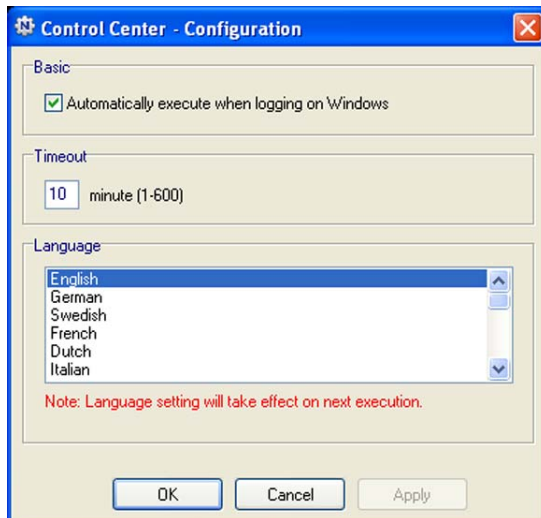 Control Center - Configuration
Basic
Automatically execute when logging on Windows
Timeout
10 minute (1-600)
Language
English
German
Swedish
French
Dutch
Italian
Note: Language setting will take effect on next execution.
OK Cancel Apply